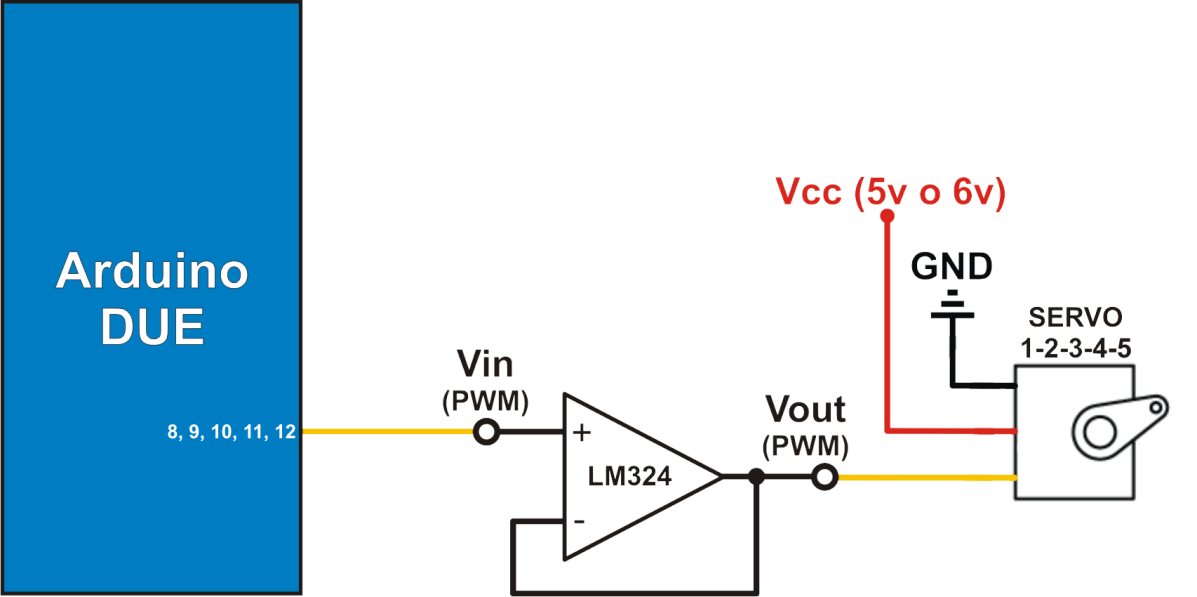 Arduino
DUE
8, 9, 10, 11, 12
Vin
(PWM)
+
-
LM324
Vout
(PWM)
Vcc (5v o 6v)
GND
SERVO
1-2-3-4-5